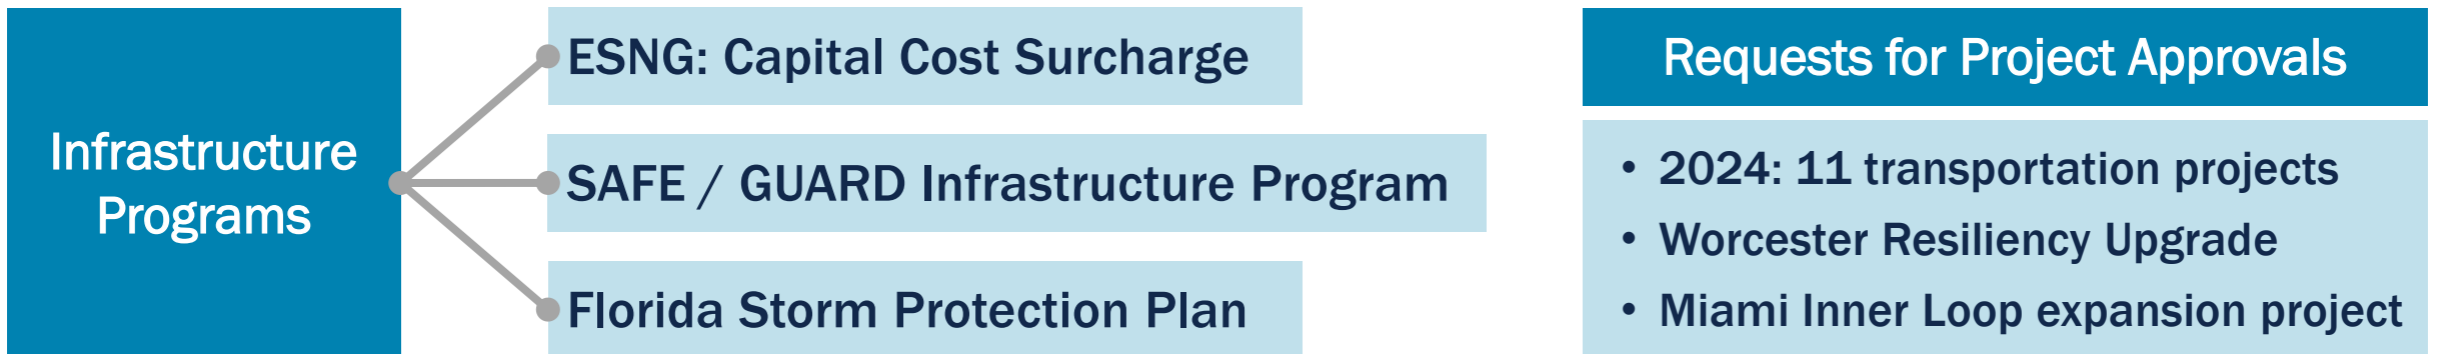 Infrastructure
Programs
ESNG: Capital Cost Surcharge
SAFE / GUARD Infrastructure Program
Florida Storm Protection Plan
Requests for Project Approvals
• 2024: 11 transportation projects
• Worcester Resiliency Upgrade
• Miami Inner Loop expansion project